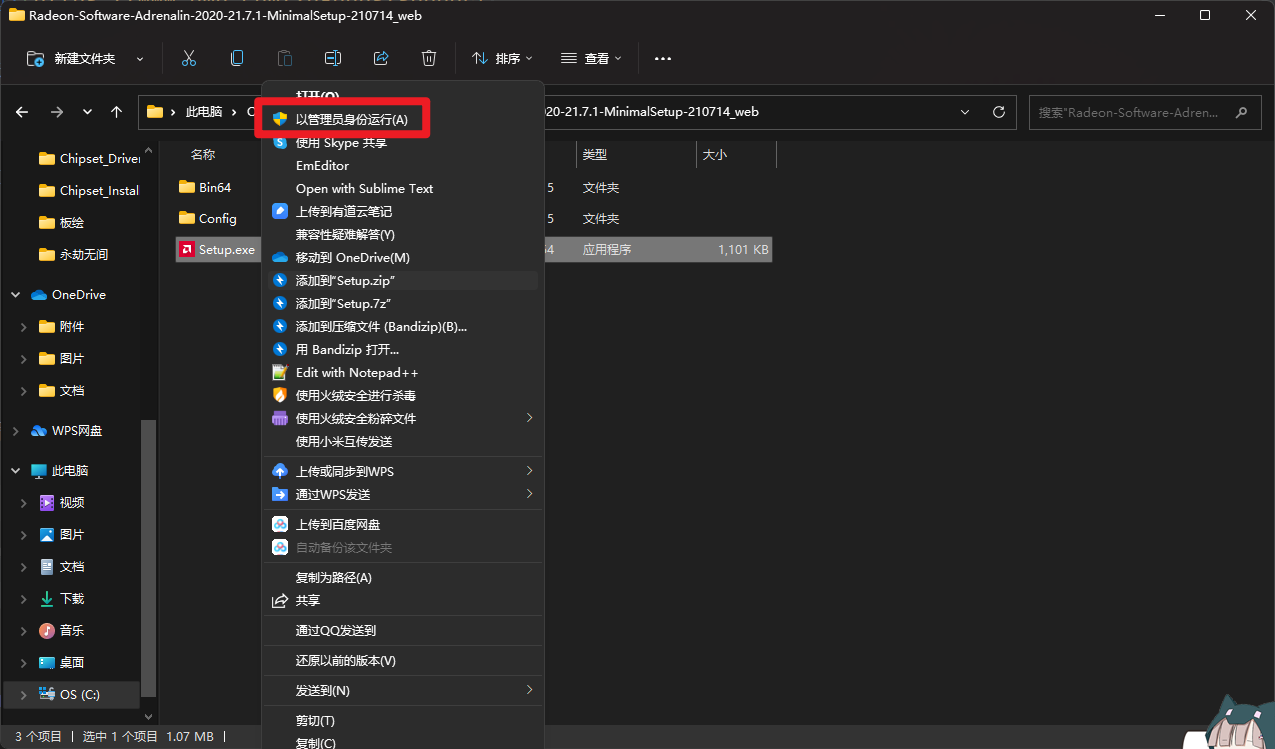 Radeon-Software-Adrenalin-2020-21.7.1-MinimalSetup-210714_web
新建文件夹
排序
查看
此电脑
020-21.7.1-MinimalSetup-210714_web
搜索"Radeon-Software-Adren...
Chipset_Driver
Chipset_Instal
板绘
永劫无间
OneDrive
附件
图片
文档
WPS网盘
此电脑
视频
图片
文档
下载
音乐
桌面
OS (C:)
名称
类型
大小
Bin64
5
文件夹
Config
5
文件夹
Setup.exe
54
应用程序
1,101 KB
打开(O)
以管理员身份运行(A)
使用 Skype 共享
EmEditor
Open with Sublime Text
上传到有道云笔记
兼容性疑难解答(Y)
移动到 OneDrive(M)
添加到"Setup.zip"
添加到"Setup.7z"
添加到压缩文件 (Bandizip)(B)...
用 Bandizip 打开...
Edit with Notepad++
使用火绒安全进行杀毒
使用火绒安全粉碎文件
使用小米互传发送
上传或同步到WPS
通过WPS发送
上传到百度网盘
自动备份该文件夹
复制为路径(A)
共享
通过QQ发送到
还原以前的版本(V)
发送到(N)
剪切(T)
复制(C)
3 个项目
选中 1 个项目 1.07 MB